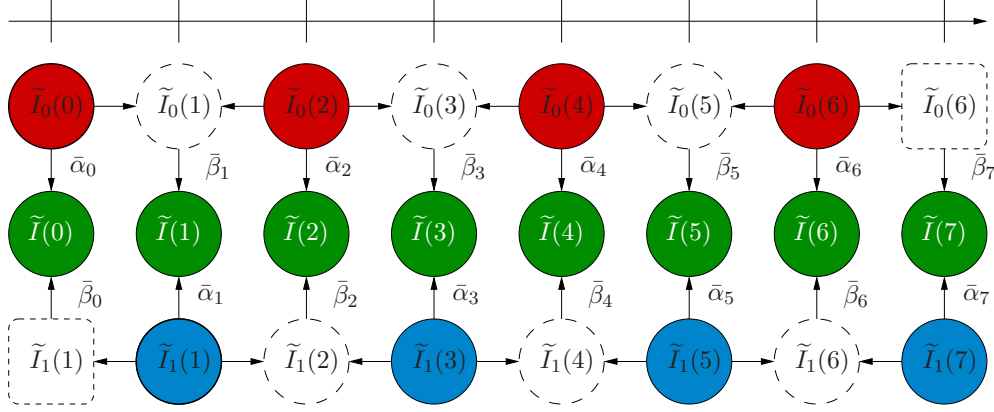 Ĩ₀(0) Ĩ₀(1) Ĩ₀(2) Ĩ₀(3) Ĩ₀(4) Ĩ₀(5) Ĩ₀(6) Ĩ₀(6)
ᾱ₀ β̄₁ ᾱ₂ β̄₃ ᾱ₄ β̄₅ ᾱ₆ β̄₇
Ĩ(0) Ĩ(1) Ĩ(2) Ĩ(3) Ĩ(4) Ĩ(5) Ĩ(6) Ĩ(7)
β̄₀ ᾱ₁ β̄₂ ᾱ₃ β̄₄ ᾱ₅ β̄₆ ᾱ₇
Ĩ₁(1) Ĩ₁(1) Ĩ₁(2) Ĩ₁(3) Ĩ₁(4) Ĩ₁(5) Ĩ₁(6) Ĩ₁(7)